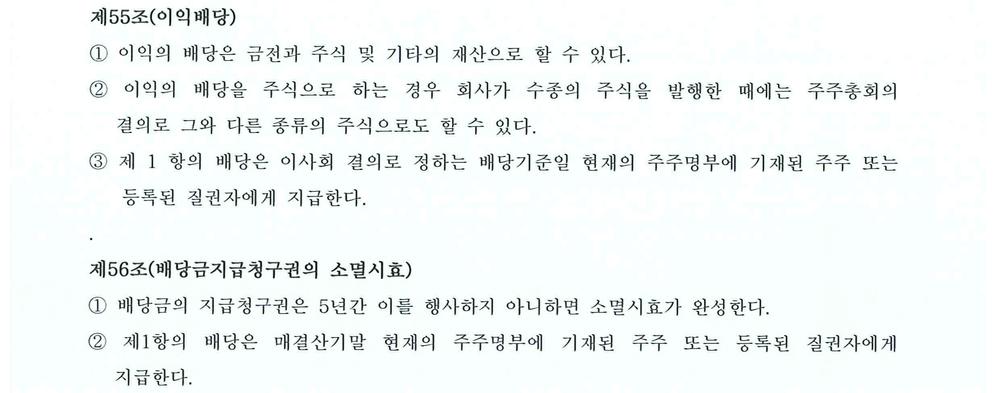 제55조(이익배당)
① 이익의 배당은 금전과 주식 및 기타의 재산으로 할 수 있다.
② 이익의 배당을 주식으로 하는 경우 회사가 수종의 주식을 발행한 때에는 주주총회의
결의로 그와 다른 종류의 주식으로도 할 수 있다.
③ 제 1 항의 배당은 이사회 결의로 정하는 배당기준일 현재의 주주명부에 기재된 주주 또는
등록된 질권자에게 지급한다.
.
제56조(배당금지급청구권의 소멸시효)
① 배당금의 지급청구권은 5년간 이를 행사하지 아니하면 소멸시효가 완성한다.
② 제1항의 배당은 매결산기말 현재의 주주명부에 기재된 주주 또는 등록된 질권자에게
지급한다.